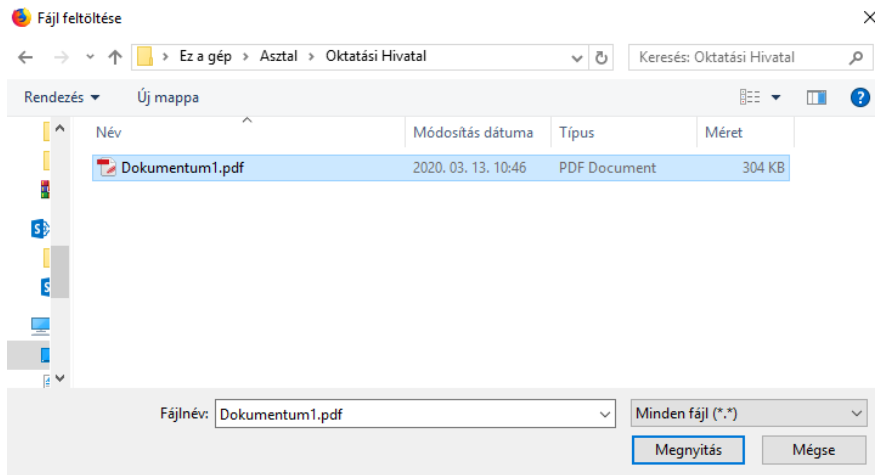 Fájl feltöltése
Ez a gép > Asztal > Oktatási Hivatal
Keresés: Oktatási Hivatal
Rendezés Új mappa
Név Módosítás dátuma Típus Méret
Dokumentum1.pdf 2020. 03. 13. 10:46 PDF Document 304 KB
Fájlnév: Dokumentum1.pdf Minden fájl (*.*)
Megnyitás Mégse